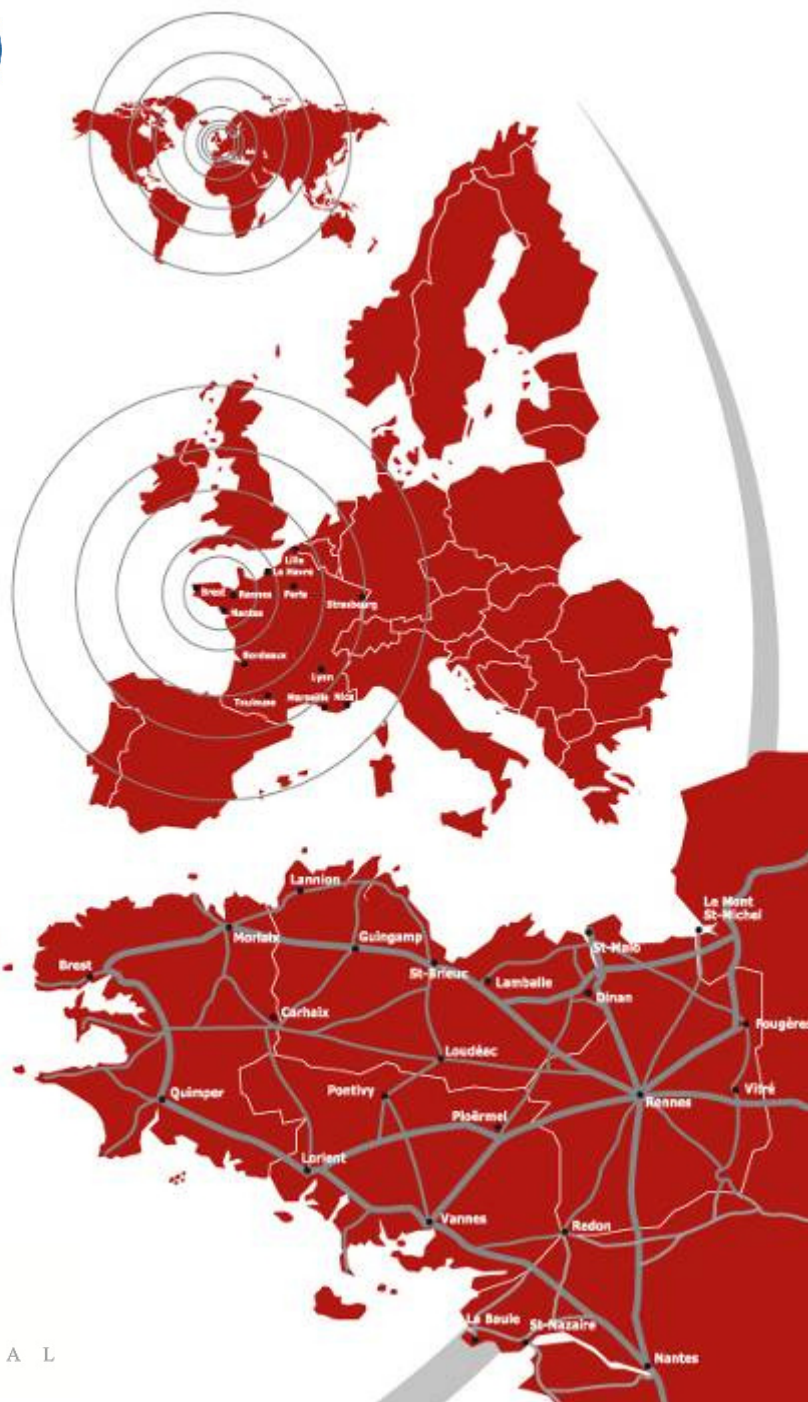 Lille
Le Havre
Brest
Rennes
Paris
Strasbourg
Nantes
Bordeaux
Lyon
Toulouse
Marseille
Nice
Lannion
Le Mont
St-Michel
Morlaix
Guingamp
St-Malo
Brest
St-Brieuc
Lamballe
Dinan
Carhaix
Fougères
Loudéac
Quimper
Pontivy
Rennes
Vitré
Ploërmel
Lorient
Vannes
Redon
La Baule
St-Nazaire
A L
Nantes